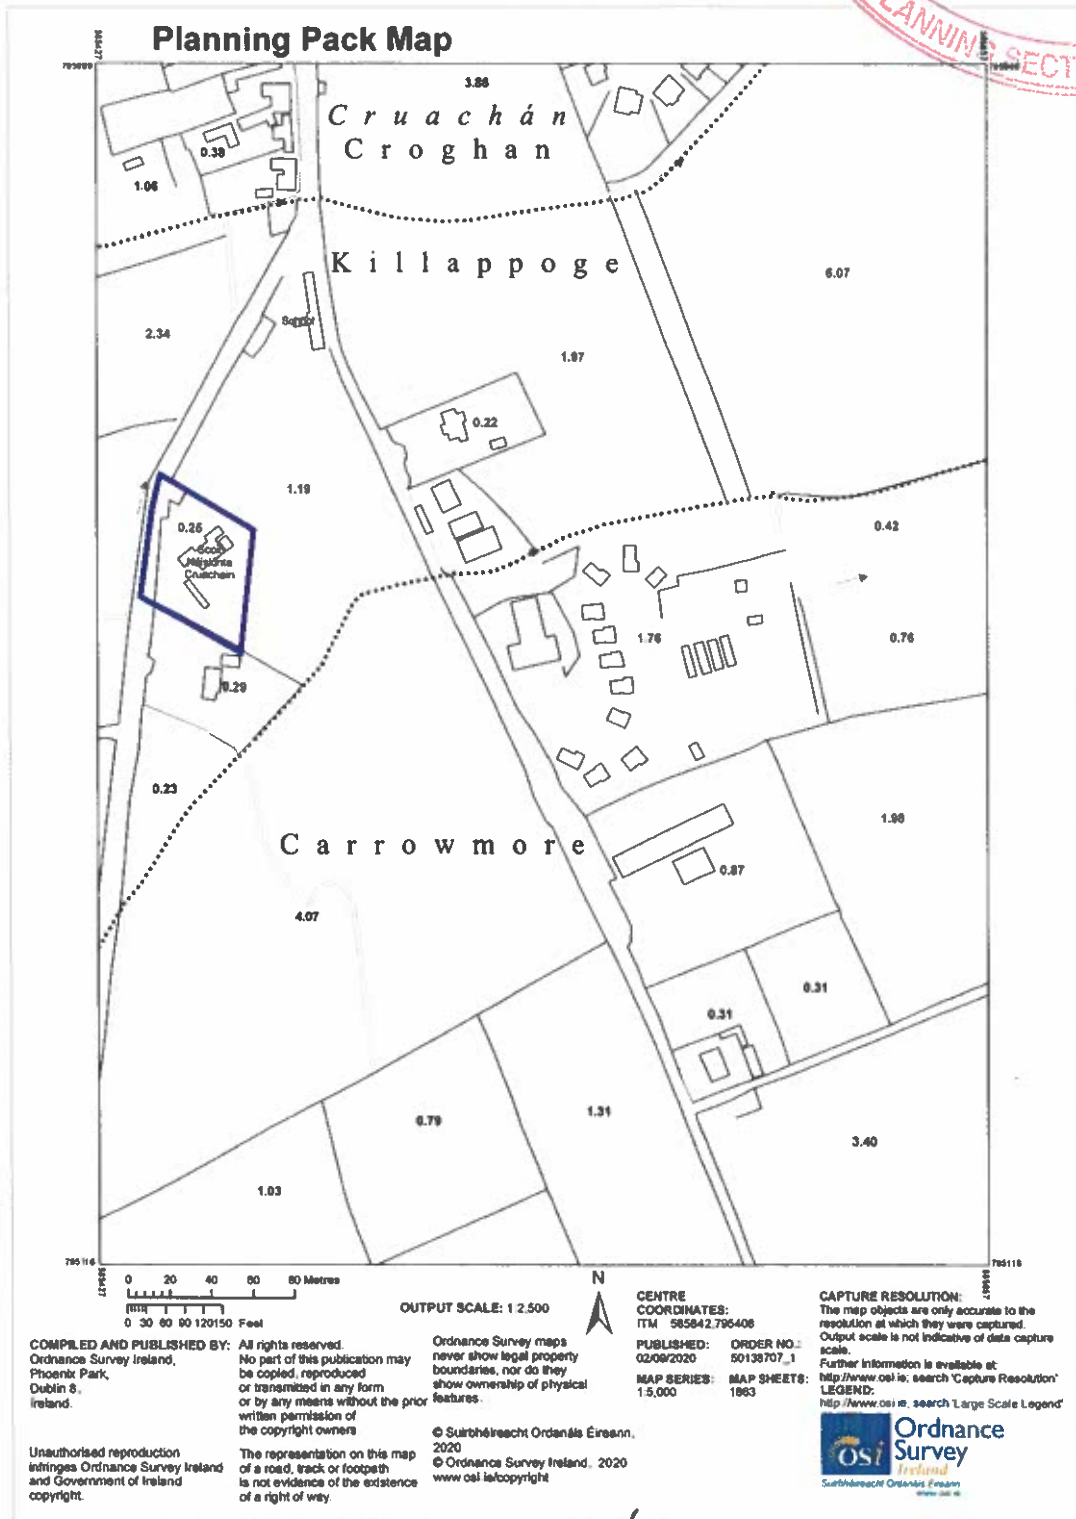 Planning Pack Map
PLANNING SECT
3.86
Cruachán
Croghan
0.38
1.06
Killappoge
6.07
2.34
School
1.97
0.22
1.19
0.25
0.42
Scoil
Náisiúnta
Cruachain
1.76
0.76
0.29
0.23
1.98
Carrowmore
0.87
4.07
0.31
0.31
1.31
0.79
3.40
1.03
795116
795116
0 20 40 60 80 Metres
0 30 60 90 120150 Feet
OUTPUT SCALE: 1:2,500
N
CENTRE
COORDINATES:
ITM 585642,795408
PUBLISHED: ORDER NO.:
02/09/2020 50138707_1
MAP SERIES: MAP SHEETS:
1:5,000 1863
CAPTURE RESOLUTION:
The map objects are only accurate to the
resolution at which they were captured.
Output scale is not indicative of data capture
scale.
Further information is available at:
http://www.osi.ie; search 'Capture Resolution'
LEGEND:
http://www.osi.ie; search 'Large Scale Legend'
COMPILED AND PUBLISHED BY:
Ordnance Survey Ireland,
Phoenix Park,
Dublin 8,
Ireland.
Unauthorised reproduction
infringes Ordnance Survey Ireland
and Government of Ireland
copyright.
All rights reserved.
No part of this publication may
be copied, reproduced
or transmitted in any form
or by any means without the prior
written permission of
the copyright owners
The representation on this map
of a road, track or footpath
is not evidence of the existence
of a right of way.
Ordnance Survey maps
never show legal property
boundaries, nor do they
show ownership of physical
features.
© Suirbhéireacht Ordanáis Éireann,
2020
© Ordnance Survey Ireland, 2020
www.osi.ie/copyright
osi
Ordnance
Survey
Ireland
Suirbhéireacht Ordanáis Éireann
www.osi.ie